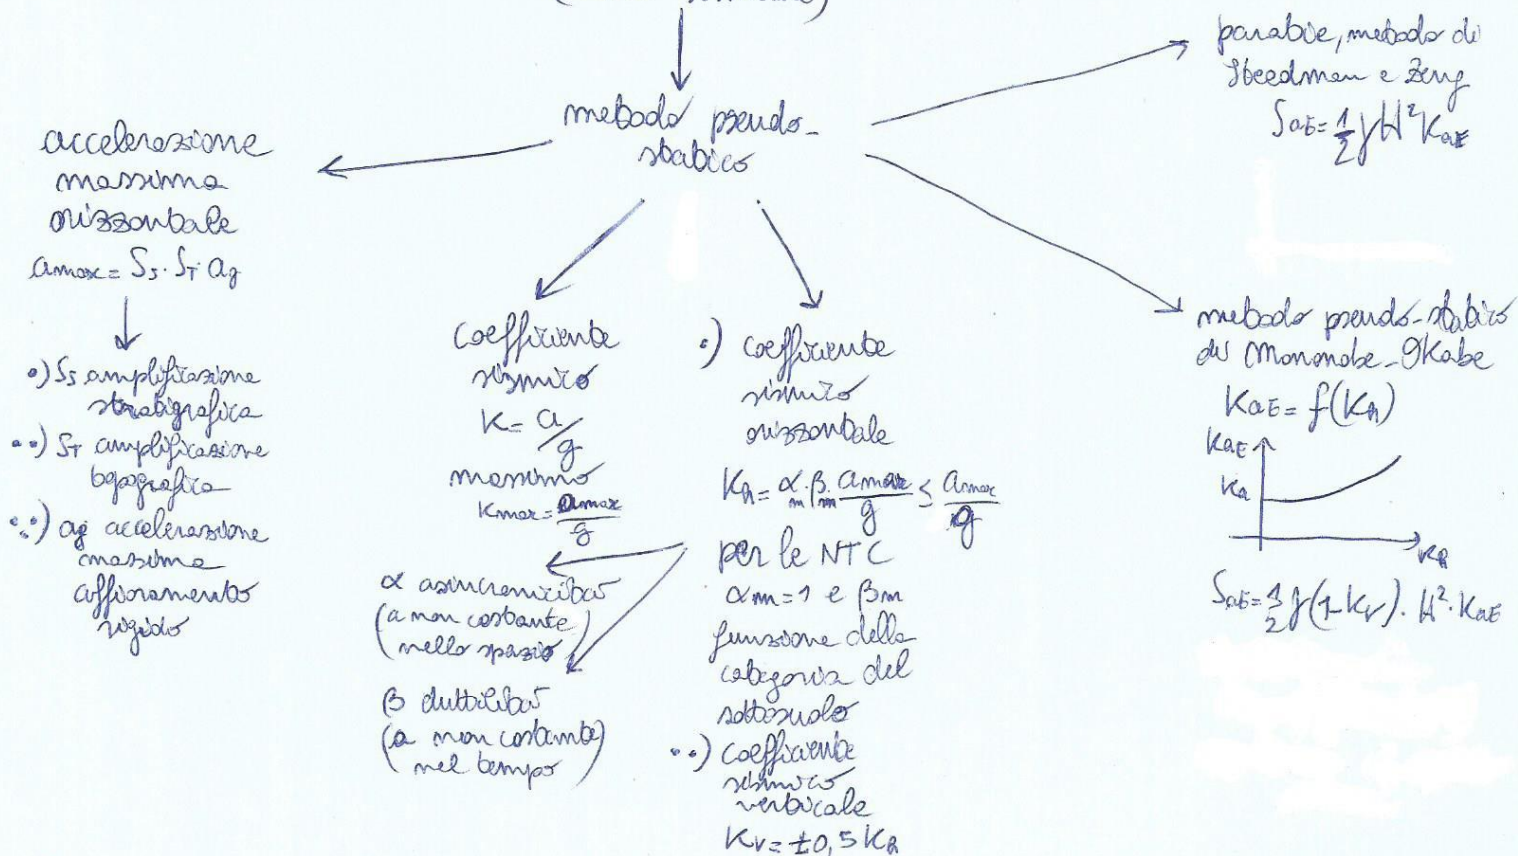 metodo pseudo-
statico
accelerazione
massima
orizzontale
amax = Ss · ST · ag
•) Ss amplificazione
stratigrafica
••) ST amplificazione
topografica
•••) ag accelerazione
massima
affioramento
rigido
coefficiente
sismico
K = a/g
massimo
Kmax = amax/g
α asincronicità
(a non costante
nello spazio)
β duttilità
(a non costante)
nel tempo
•) coefficiente
sismico
orizzontale
Kh = αm · βm · amax/g ≤ amax/g
per le NTC
αm = 1 e βm
funzione della
categoria del
sottosuolo
••) coefficiente
sismico
verticale
Kv = ±0,5 Kh
metodo di
Steedman e Zeng
SaE = 1/2 γ H² KaE
metodo pseudo-statico
di Mononobe-Okabe
KaE = f(Kh)
KaE
Ka
Kh
SaE = 1/2 γ (1-Kv) · H² · KaE